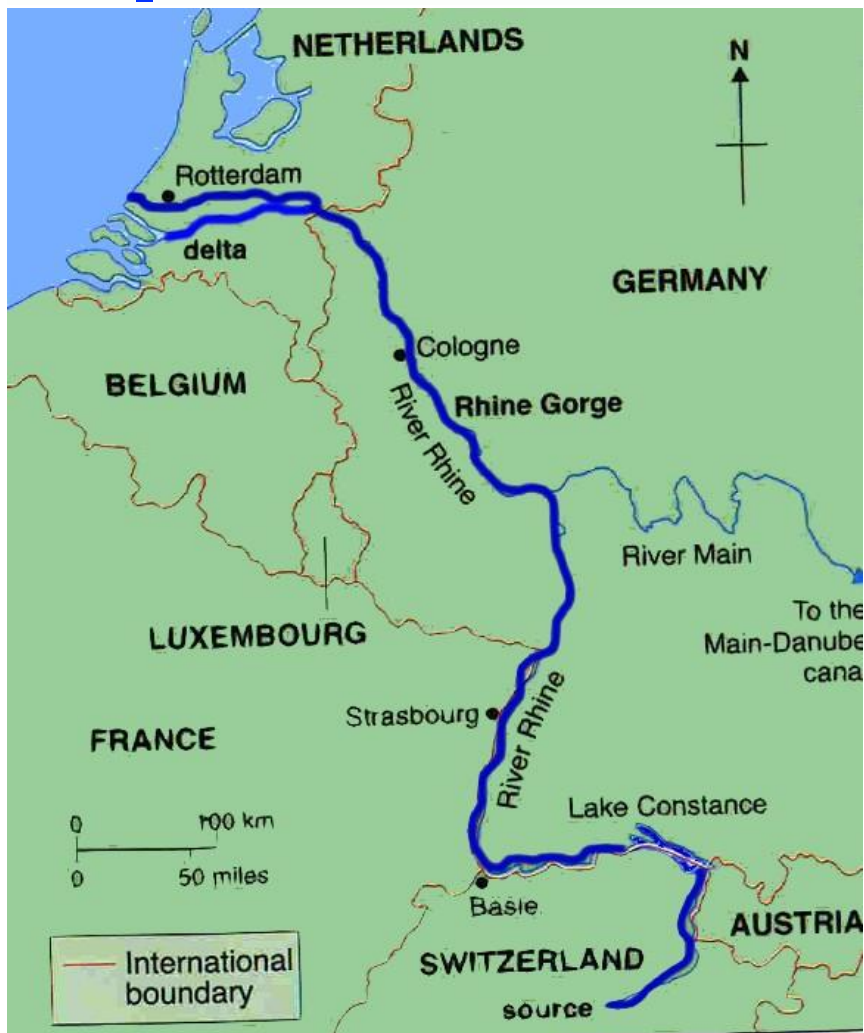 NETHERLANDS
N
Rotterdam
delta
GERMANY
Cologne
BELGIUM
Rhine Gorge
River Rhine
River Main
To the
Main-Danube
cana
LUXEMBOURG
Strasbourg
River Rhine
FRANCE
Lake Constance
0 100 km
0 50 miles
Basle
AUSTRIA
SWITZERLAND
source
International
boundary